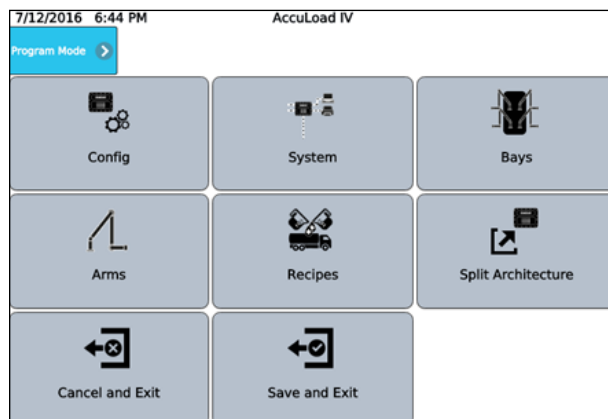 7/12/2016 6:44 PM AccuLoad IV
Program Mode
Config System Bays
Arms Recipes Split Architecture
Cancel and Exit Save and Exit